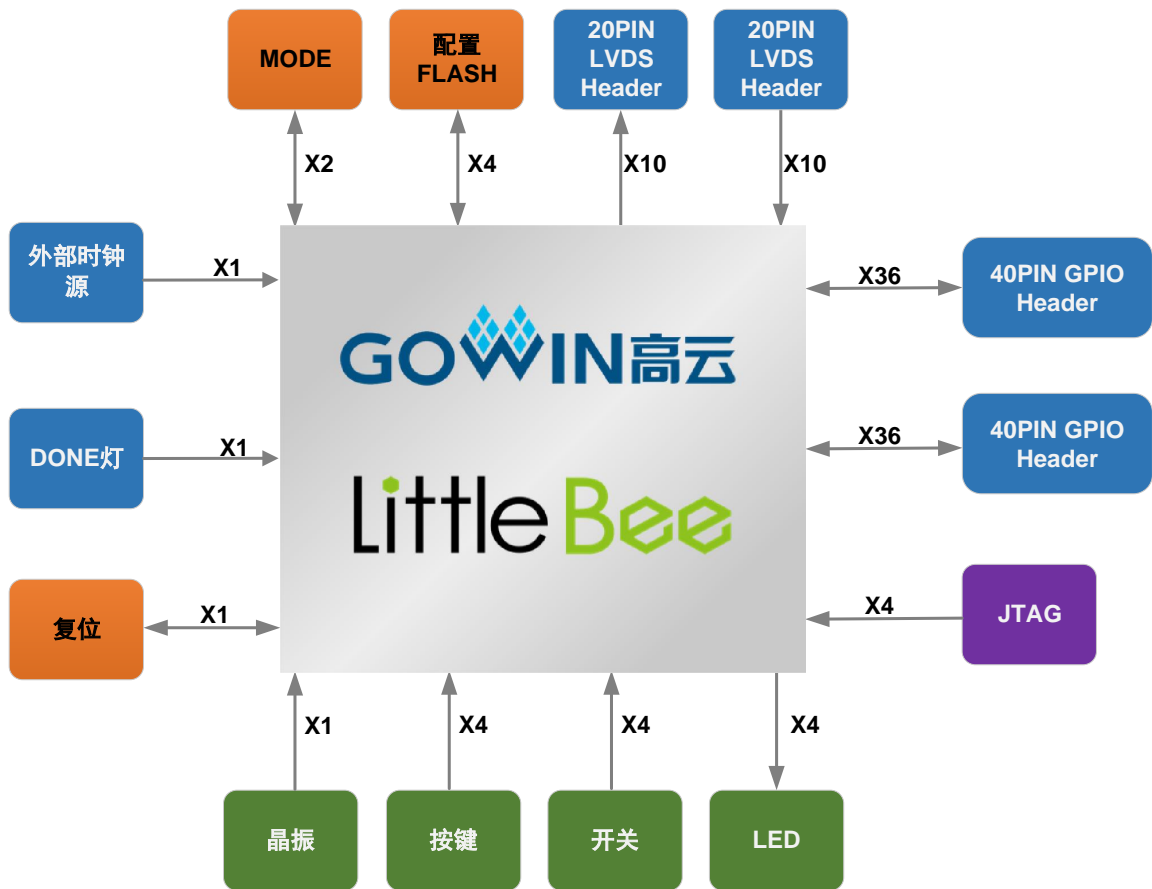 MODE
配置
FLASH
20PIN
LVDS
Header
20PIN
LVDS
Header
X2
X4
X10
X10
外部时钟
源
X1
X36
40PIN GPIO
Header
GOWIN高云
DONE灯
X1
X36
40PIN GPIO
Header
LittleBee
复位
X1
X4
JTAG
X1
X4
X4
X4
晶振
按键
开关
LED